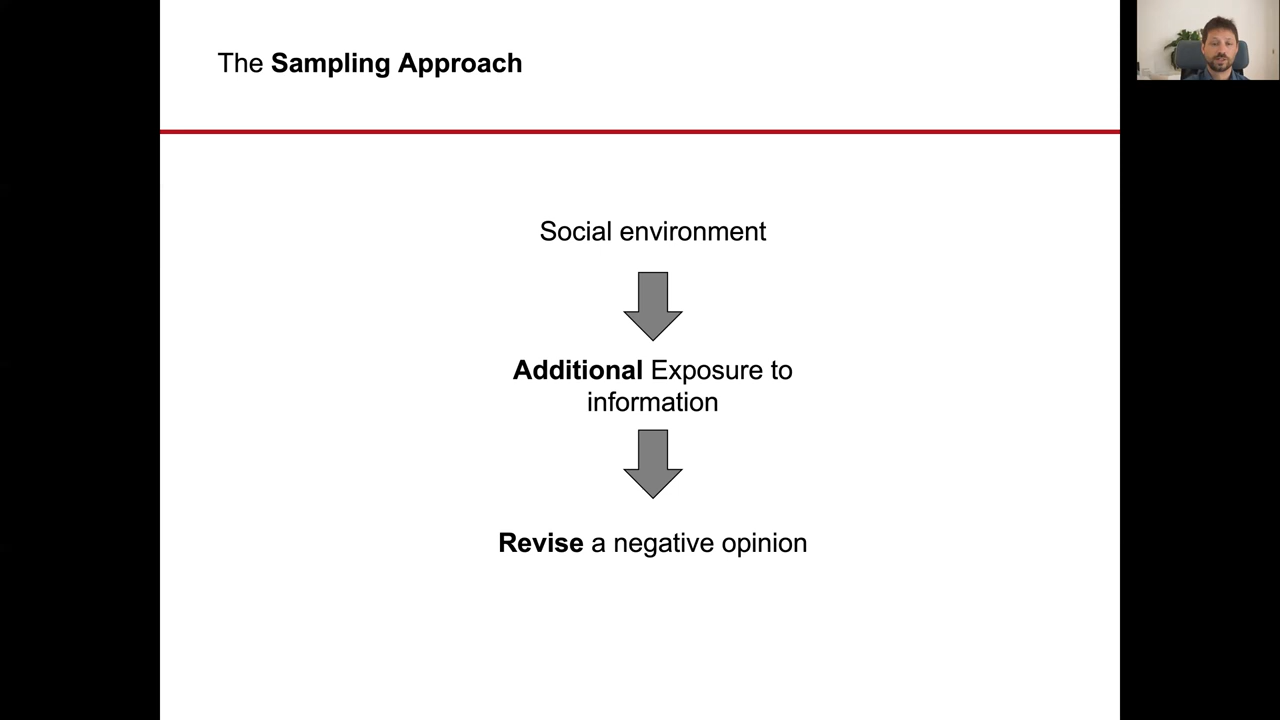 The Sampling Approach
Social environment
Additional Exposure to
information
Revise a negative opinion